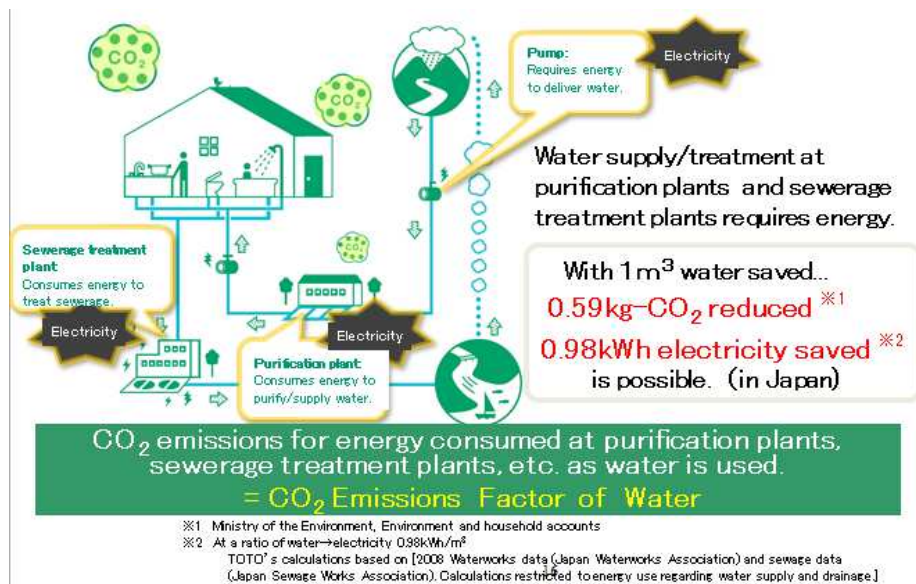 CO2
CO2
Pump:
Requires energy
to deliver water.
Electricity
Water supply/treatment at
purification plants and sewerage
treatment plants requires energy.
Sewerage treatment
plant:
Consumes energy to
treat sewerage.
Electricity
CO2
Electricity
Purification plant:
Consumes energy to
purify/supply water.
With 1m³ water saved...
0.59kg-CO₂ reduced ※1
0.98kWh electricity saved ※2
is possible. (in Japan)
CO₂ emissions for energy consumed at purification plants,
sewerage treatment plants, etc. as water is used.
= CO₂ Emissions Factor of Water
※1 Ministry of the Environment, Environment and household accounts
※2 At a ratio of water→electricity 0.98kWh/m³
TOTO's calculations based on [2008 Waterworks data (Japan Waterworks Association) and sewage data
(Japan Sewage Works Association). Calculations restricted to energy use regarding water supply and drainage.]
16